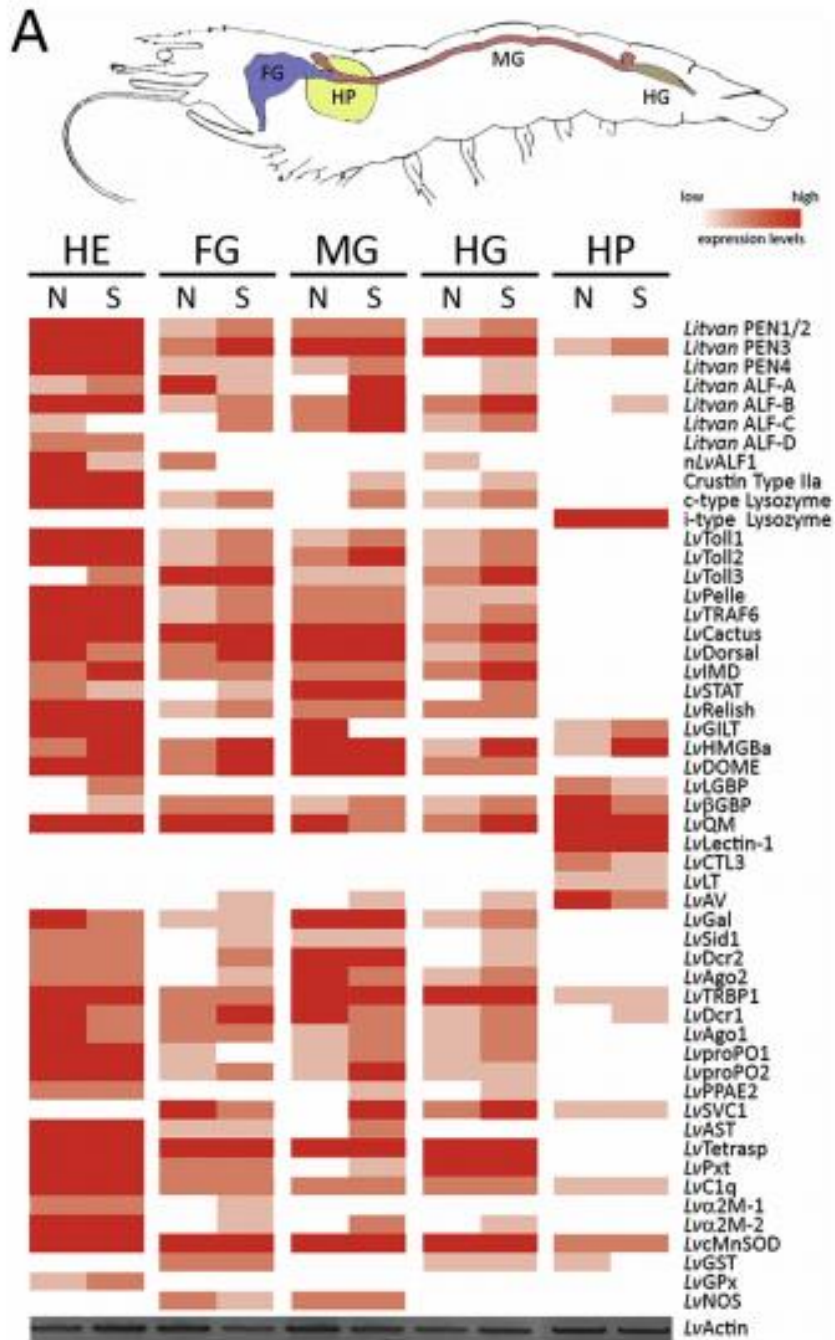 A
FG
HP
MG
HG
low high
expression levels
HE FG MG HG HP
N S N S N S N S N S
Litvan PEN1/2
Litvan PEN3
Litvan PEN4
Litvan ALF-A
Litvan ALF-B
Litvan ALF-C
Litvan ALF-D
nLvALF1
Crustin Type IIa
c-type Lysozyme
i-type Lysozyme
LvToll1
LvToll2
LvToll3
LvPelle
LvTRAF6
LvCactus
LvDorsal
LvIMD
LvSTAT
LvRelish
LvGILT
LvHMGBa
LvDOME
LvLGBP
LvβGBP
LvQM
LvLectin-1
LvCTL3
LvLT
LvAV
LvGal
LvSid1
LvDcr2
LvAgo2
LvTRBP1
LvDcr1
LvAgo1
LvproPO1
LvproPO2
LvPPAE2
LvSVC1
LvAST
LvTetrasp
LvPxt
LvC1q
Lvα2M-1
Lvα2M-2
LvcMnSOD
LvGST
LvGPx
LvNOS
LvActin